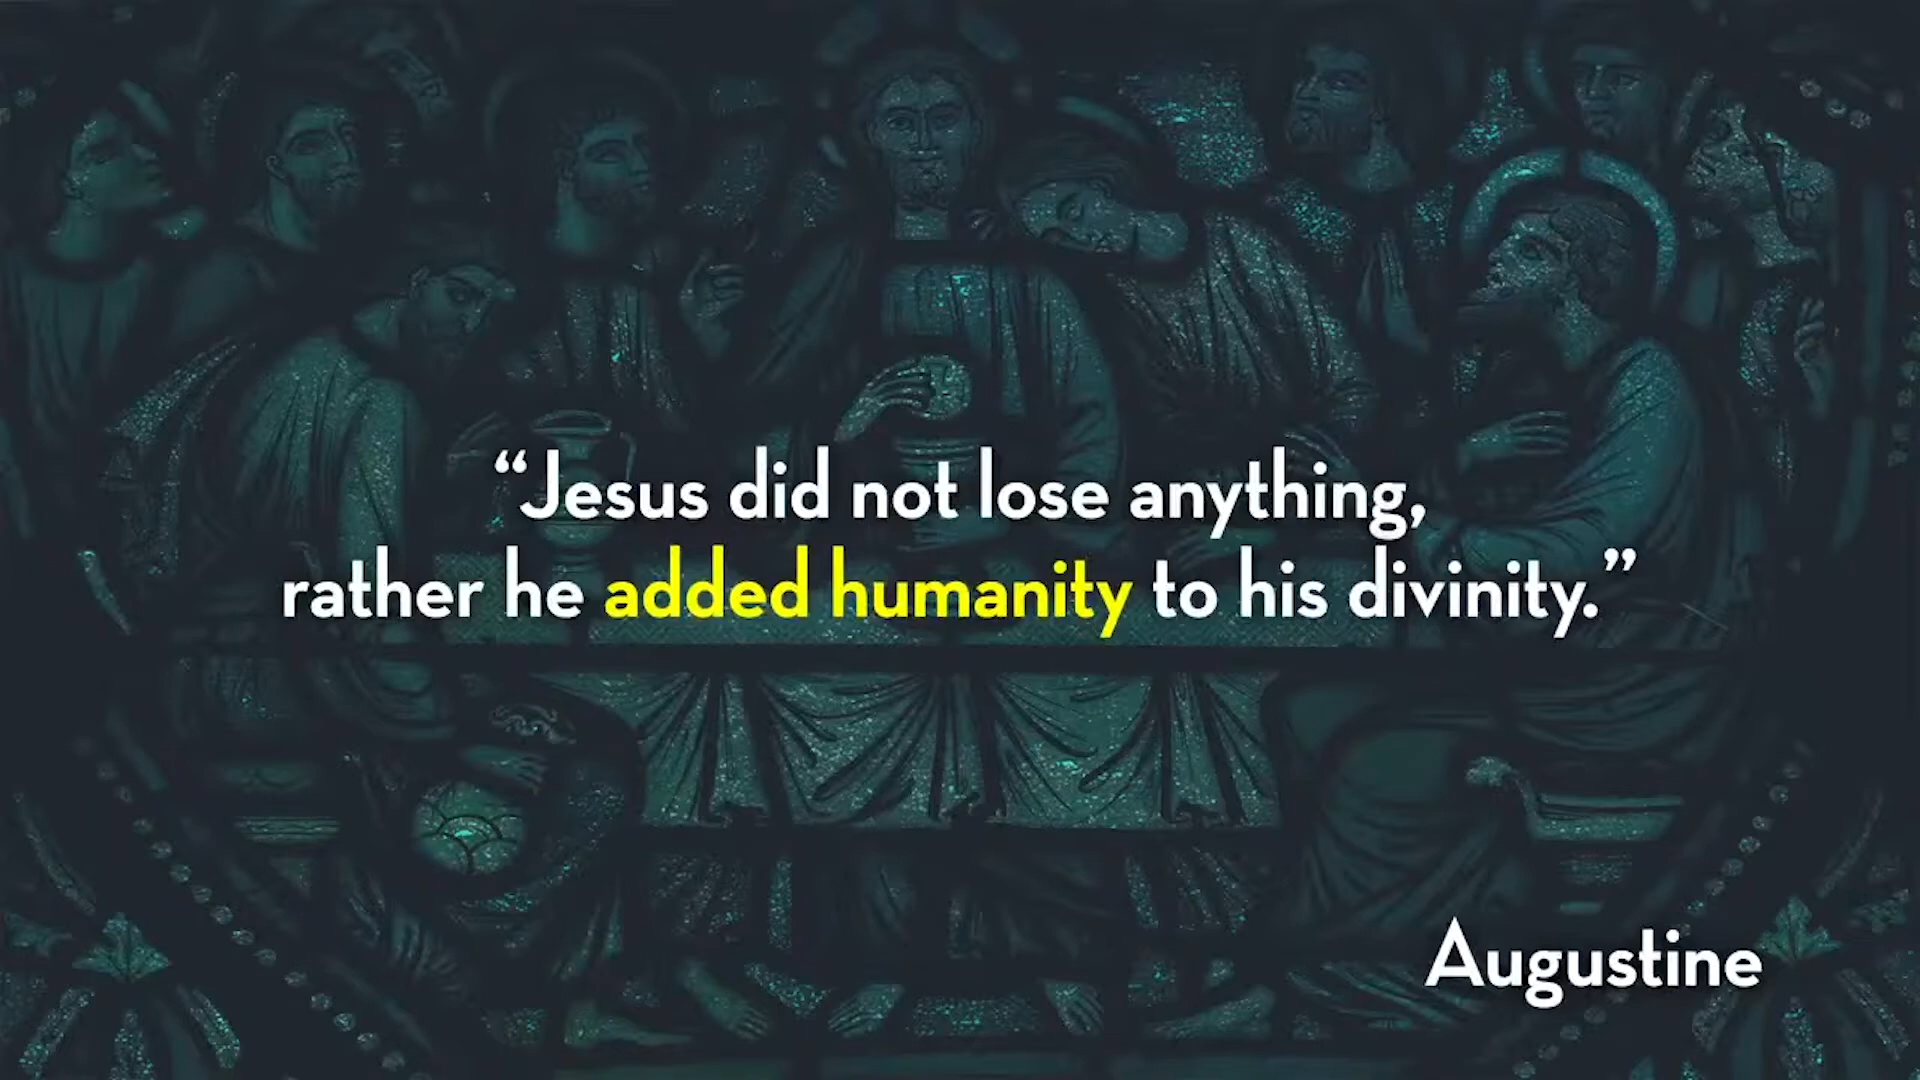 “Jesus did not lose anything,
rather he added humanity to his divinity.”
Augustine